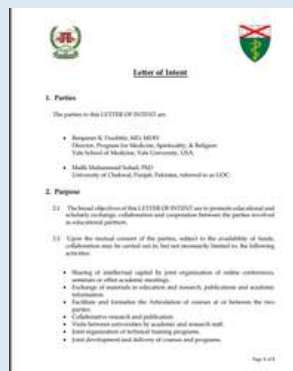 Letter of Intent
1. Parties
The parties to this LETTER OF INTENT are
• Benjamin R. Doolittle, MD, MDIV
Director, Program for Medicine, Spirituality, & Religion
Yale School of Medicine, Yale University, USA.
• Malik Muhammad Sohail, PhD
University of Chakwal, Punjab, Pakistan, referred to as UOC
2. Purpose
2.1 The broad objectives of this LETTER OF INTENT are to promote educational and
scholarly exchange, collaboration and cooperation between the parties involved
in educational pursuits.
2.2 Upon the mutual consent of the parties, subject to the availability of funds,
collaboration may be carried out in, but not necessarily limited to, the following
activities:
• Sharing of intellectual capital by joint organization of online conferences,
seminars or other academic meetings.
• Exchange of materials in education and research, publications and academic
information.
• Facilitate and formalize the Articulation of courses at or between the two
parties.
• Collaborative research and publication.
• Visits between universities by academic and research staff.
• Joint organization of technical training programs.
• Joint development and delivery of courses and programs.
Page 1 of